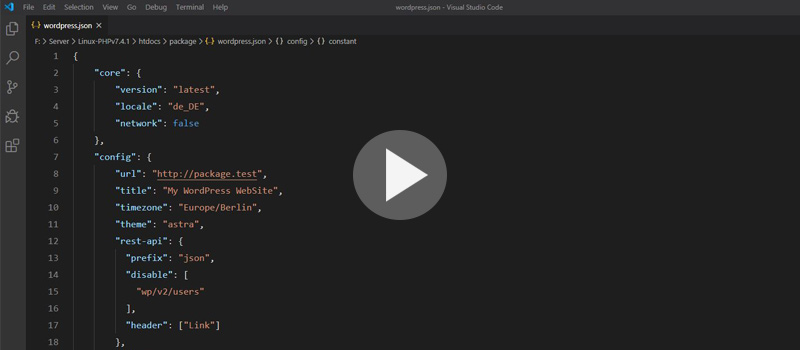 File Edit Selection View Go Debug Terminal Help wordpress.json - Visual Studio Code
{.} wordpress.json ×
F: > Server > Linux-PHPv7.4.1 > htdocs > package > {.} wordpress.json > {} config > {} constant
1 {
2 "core": {
3 "version": "latest",
4 "locale": "de_DE",
5 "network": false
6 },
7 "config": {
8 "url": "http://package.test",
9 "title": "My WordPress WebSite",
10 "timezone": "Europe/Berlin",
11 "theme": "astra",
12 "rest-api": {
13 "prefix": "json",
14 "disable": [
15 "wp/v2/users"
16 ],
17 "header": ["Link"]
18 },